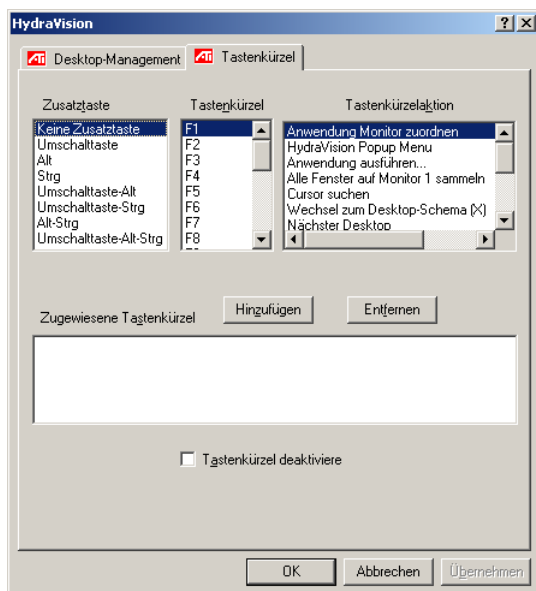 HydraVision
ATI Desktop-Management ATI Tastenkürzel
Zusatztaste
Keine Zusatztaste
Umschalttaste
Alt
Strg
Umschalttaste-Alt
Umschalttaste-Strg
Alt-Strg
Umschalttaste-Alt-Strg
Tastenkürzel
F1
F2
F3
F4
F5
F6
F7
F8
Tastenkürzelaktion
Anwendung Monitor zuordnen
HydraVision Popup Menu
Anwendung ausführen...
Alle Fenster auf Monitor 1 sammeln
Cursor suchen
Wechsel zum Desktop-Schema (X)
Nächster Desktop
Zugewiesene Tastenkürzel
Hinzufügen
Entfernen
Tastenkürzel deaktiviere
OK
Abbrechen
Übernehmen